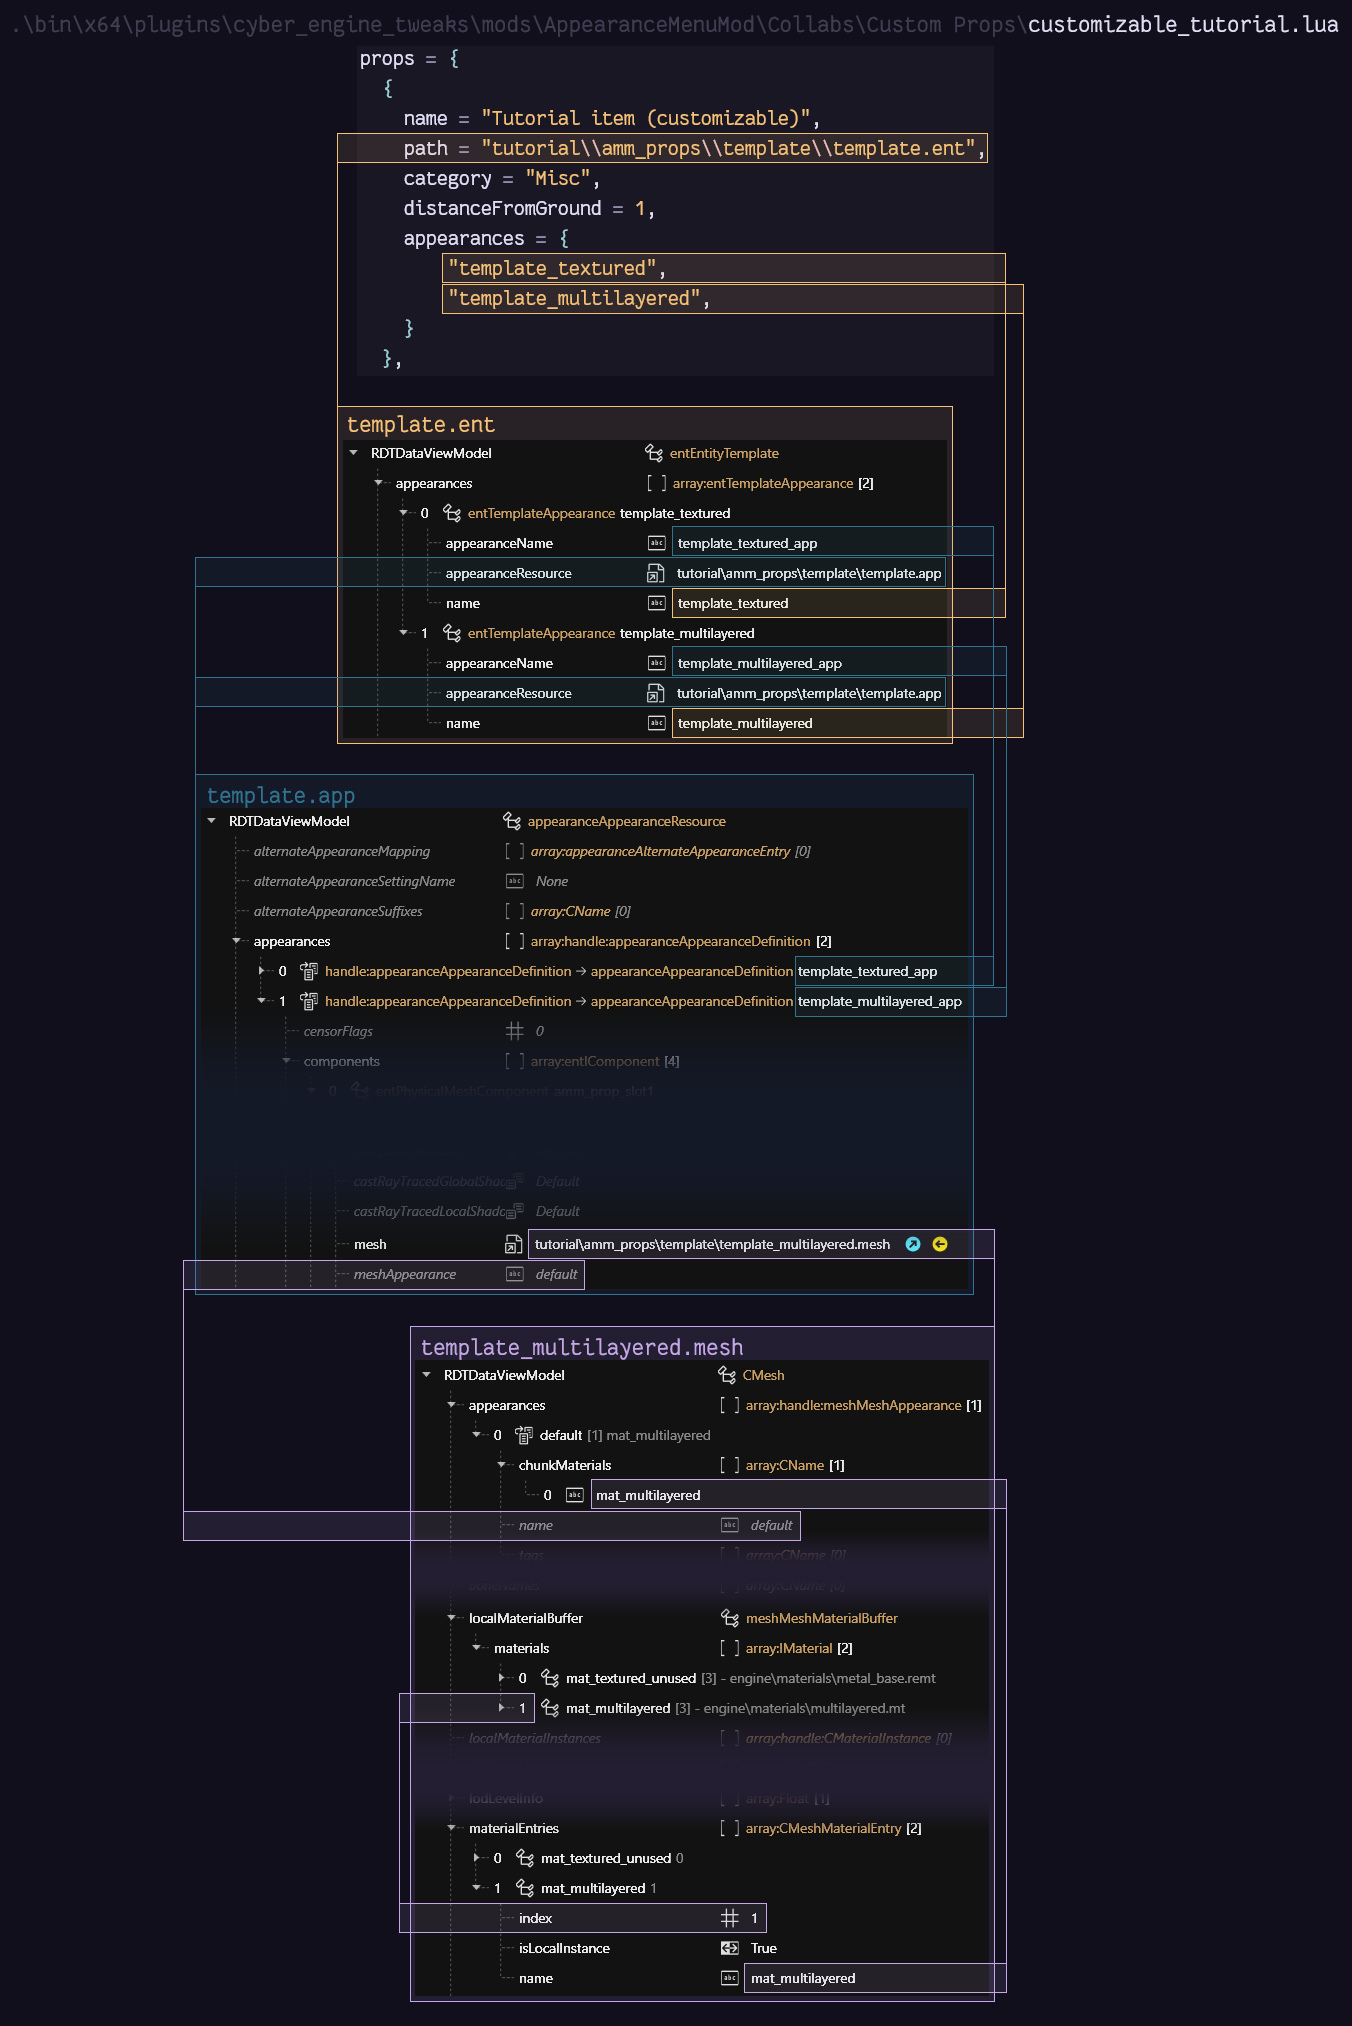 .\bin\x64\plugins\cyber_engine_tweaks\mods\AppearanceMenuMod\Collabs\Custom Props\customizable_tutorial.lua
props = {
{
name = "Tutorial item (customizable)",
path = "tutorial\\amm_props\\template\\template.ent",
category = "Misc",
distanceFromGround = 1,
appearances = {
"template_textured",
"template_multilayered",
}
},
template.ent
RDTDataViewModel entEntityTemplate
appearances [ ] array:entTemplateAppearance [2]
0 entTemplateAppearance template_textured
appearanceName abc template_textured_app
appearanceResource tutorial\amm_props\template\template.app
name abc template_textured
1 entTemplateAppearance template_multilayered
appearanceName abc template_multilayered_app
appearanceResource tutorial\amm_props\template\template.app
name abc template_multilayered
template.app
RDTDataViewModel appearanceAppearanceResource
alternateAppearanceMapping [ ] array:appearanceAlternateAppearanceEntry [0]
alternateAppearanceSettingName abc None
alternateAppearanceSuffixes [ ] array:CName [0]
appearances [ ] array:handle:appearanceAppearanceDefinition [2]
0 handle:appearanceAppearanceDefinition → appearanceAppearanceDefinition template_textured_app
1 handle:appearanceAppearanceDefinition → appearanceAppearanceDefinition template_multilayered_app
censorFlags # 0
components [ ] array:entIComponent [4]
0 entPhysicalMeshComponent amm_prop_slot1
castRayTracedGlobalShad Default
castRayTracedLocalShado Default
mesh tutorial\amm_props\template\template_multilayered.mesh
meshAppearance abc default
template_multilayered.mesh
RDTDataViewModel CMesh
appearances [ ] array:handle:meshMeshAppearance [1]
0 default [1] mat_multilayered
chunkMaterials [ ] array:CName [1]
0 abc mat_multilayered
name abc default
tags [ ] array:CName [0]
boneNames [ ] array:CName [0]
localMaterialBuffer meshMeshMaterialBuffer
materials [ ] array:IMaterial [2]
0 mat_textured_unused [3] - engine\materials\metal_base.remt
1 mat_multilayered [3] - engine\materials\multilayered.mt
localMaterialInstances [ ] array:handle:CMaterialInstance [0]
lodLevelInfo [ ] array:Float [1]
materialEntries [ ] array:CMeshMaterialEntry [2]
0 mat_textured_unused 0
1 mat_multilayered 1
index # 1
isLocalInstance True
name abc mat_multilayered